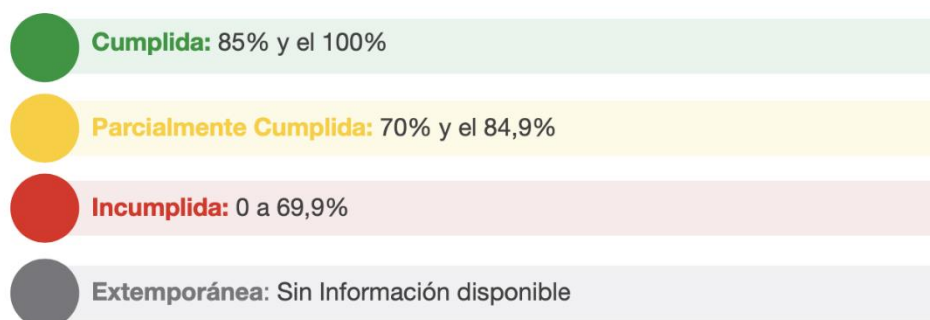 Cumplida: 85% y el 100%
Parcialmente Cumplida: 70% y el 84,9%
Incumplida: 0 a 69,9%
Extemporánea: Sin Información disponible